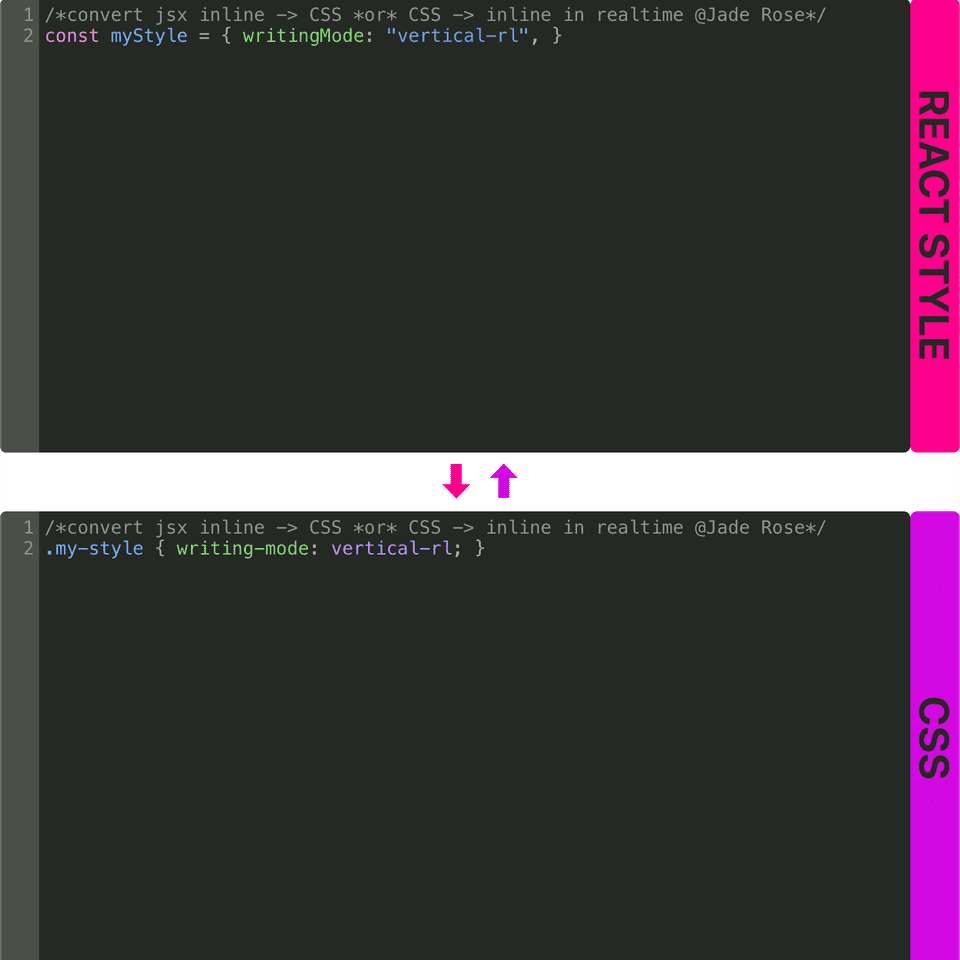 1 /*convert jsx inline -> CSS *or* CSS -> inline in realtime @Jade Rose*/
2 const myStyle = { writingMode: "vertical-rl", }
REACT STYLE
1 /*convert jsx inline -> CSS *or* CSS -> inline in realtime @Jade Rose*/
2 .my-style { writing-mode: vertical-rl; }
CSS